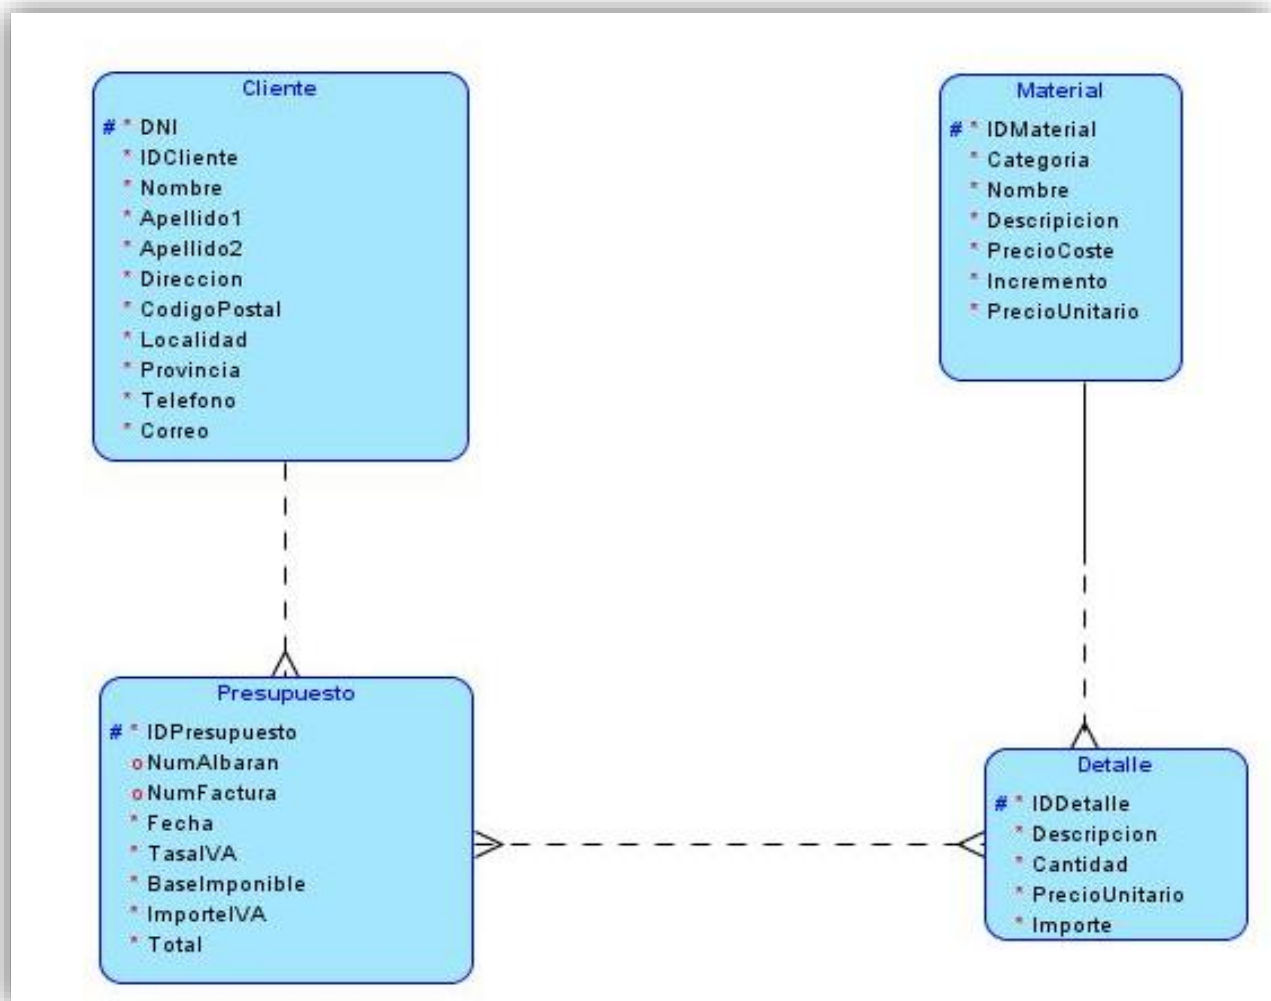 Cliente
# * DNI
* IDCliente
* Nombre
* Apellido1
* Apellido2
* Direccion
* CodigoPostal
* Localidad
* Provincia
* Telefono
* Correo
Material
# * IDMaterial
* Categoria
* Nombre
* Descripicion
* PrecioCoste
* Incremento
* PrecioUnitario
Presupuesto
# * IDPresupuesto
o NumAlbaran
o NumFactura
* Fecha
* TasaIVA
* BaseImponible
* ImporteIVA
* Total
Detalle
# * IDDetalle
* Descripcion
* Cantidad
* PrecioUnitario
* Importe